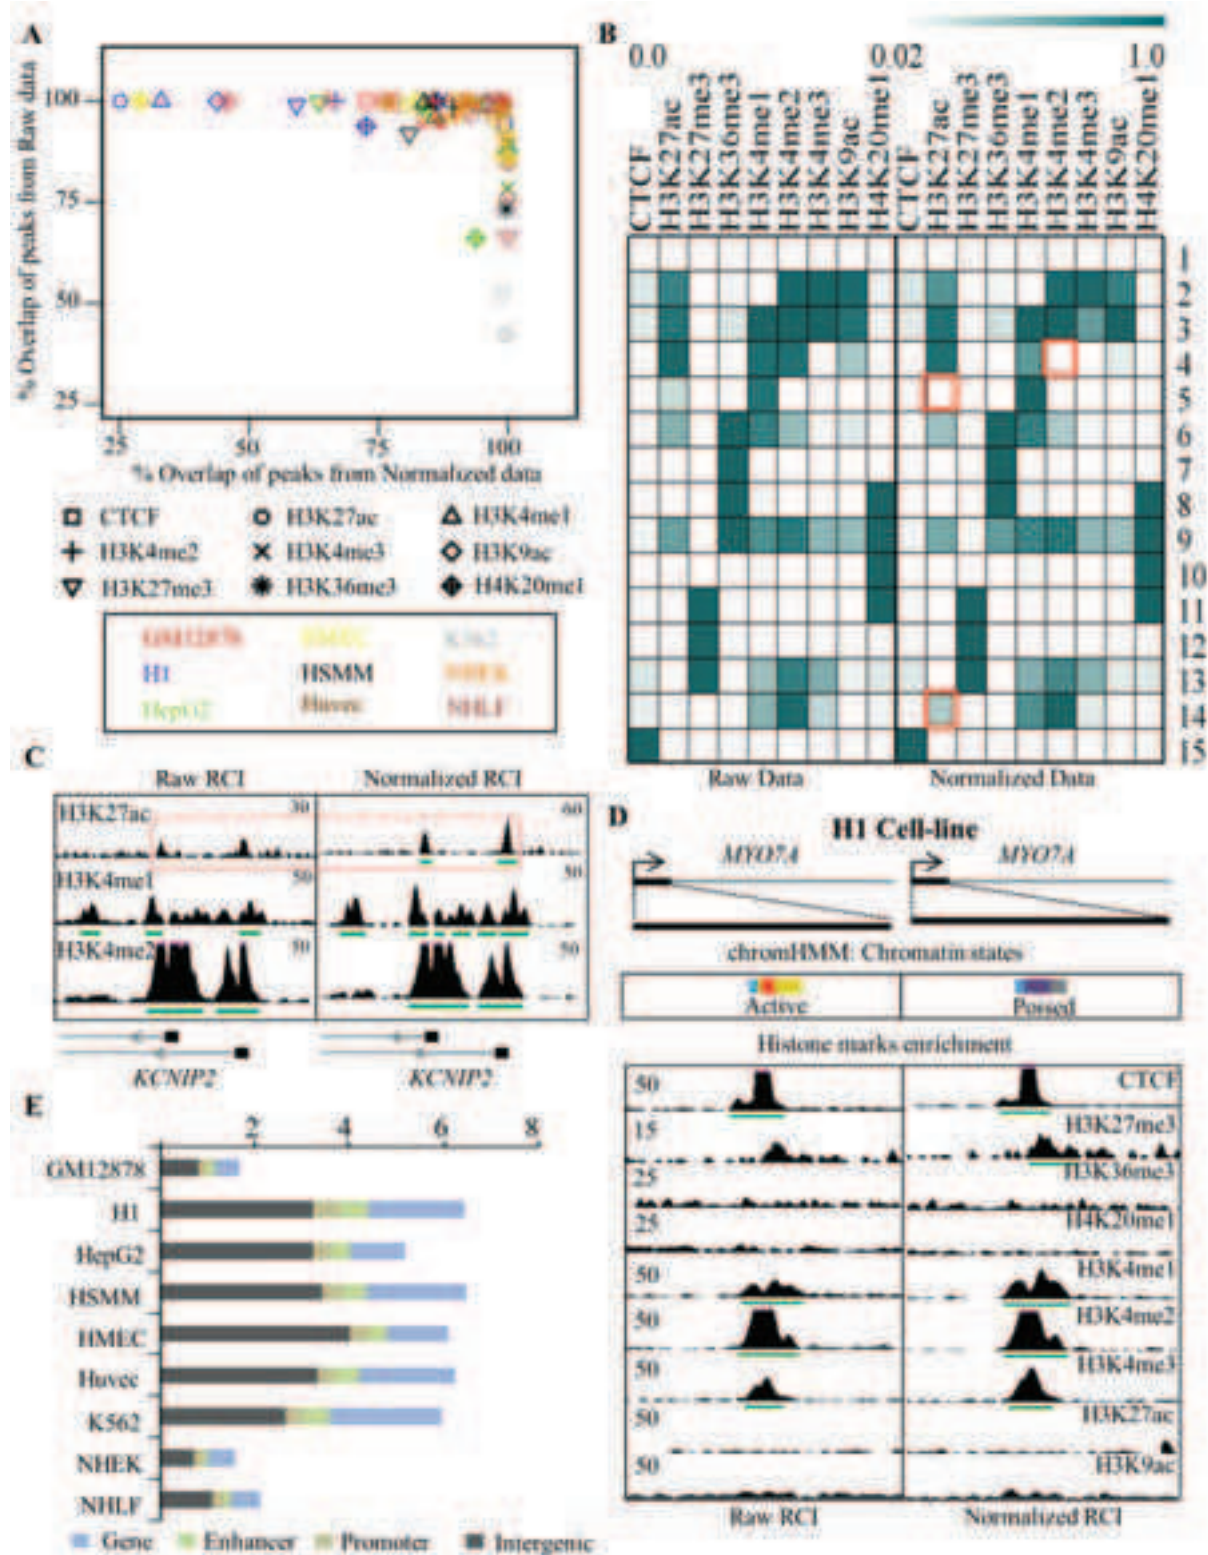 A
% Overlap of peaks from Raw data
100
75
50
25
25 50 75 100
% Overlap of peaks from Normalized data
CTCF H3K27ac H3K4me1
H3K4me2 H3K4me3 H3K9ac
H3K27me3 H3K36me3 H4K20me1
GM12878 HMEC K562
H1 HSMM NHEK
HepG2 Huvec NHLF
B
0.0 0.02 1.0
CTCF
H3K27ac
H3K27me3
H3K36me3
H3K4me1
H3K4me2
H3K4me3
H3K9ac
H4K20me1
CTCF
H3K27ac
H3K27me3
H3K36me3
H3K4me1
H3K4me2
H3K4me3
H3K9ac
H4K20me1
1
2
3
4
5
6
7
8
9
10
11
12
13
14
15
Raw Data Normalized Data
C
Raw RCI Normalized RCI
H3K27ac 30 60
H3K4me1 50 50
H3K4me2 50 50
KCNIP2 KCNIP2
D
H1 Cell-line
MYO7A MYO7A
chromHMM: Chromatin states
Active Possed
Histone marks enrichment
50 CTCF
15 H3K27me3
25 H3K36me3
25 H4K20me1
50 H3K4me1
50 H3K4me2
50 H3K4me3
50 H3K27ac
50 H3K9ac
Raw RCI Normalized RCI
E
2 4 6 8
GM12878
H1
HepG2
HSMM
HMEC
Huvec
K562
NHEK
NHLF
Gene Enhancer Promoter Intergenic